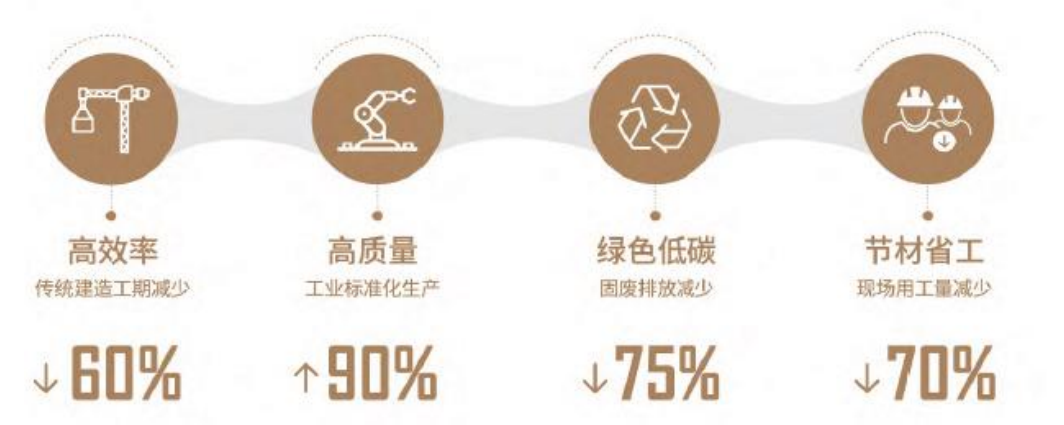 高效率
传统建造工期减少
↓60%
高质量
工业标准化生产
↑90%
绿色低碳
固废排放减少
↓75%
节材省工
现场用工量减少
↓70%